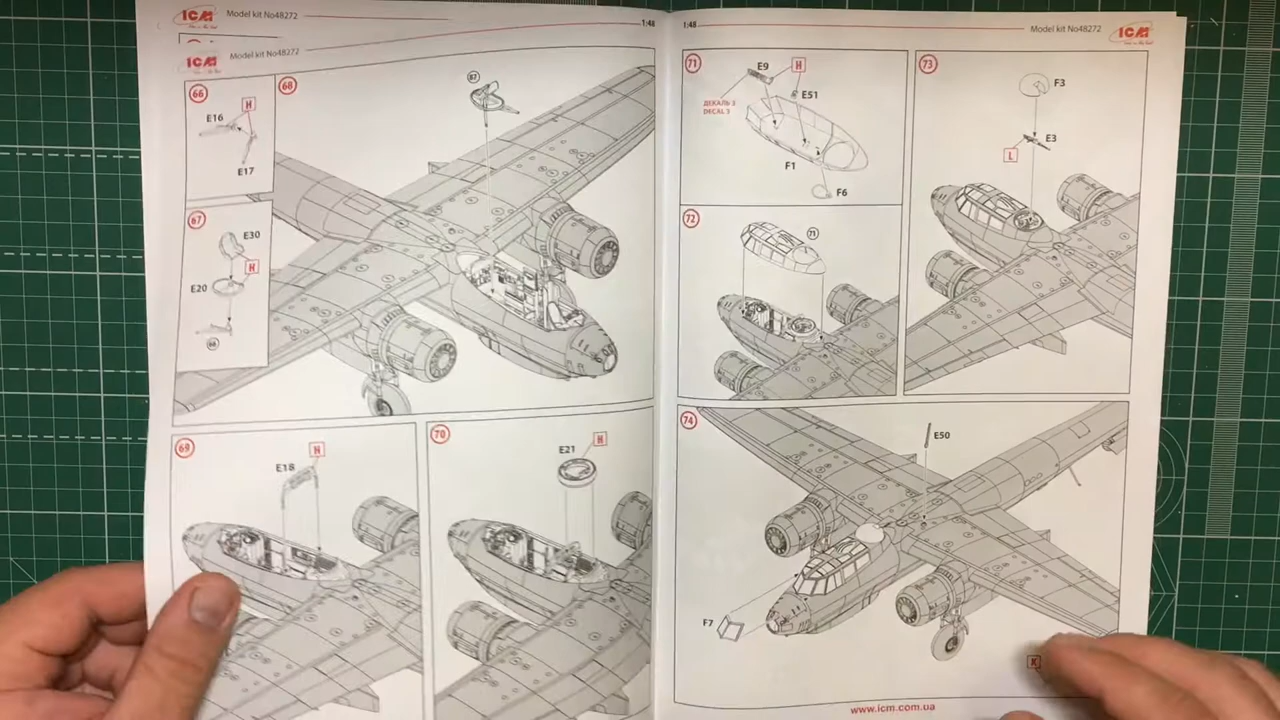 ICM Model kit No48272 1:48
ICM Model kit No48272
66
E16
H
E17
67
E30
H
E20
66
68
67
69
E18
H
70
E21
H
1:48 Model kit No48272 ICM
71
E9
H
E51
ДЕКАЛЬ 3
DECAL 3
F1
F6
72
71
73
F3
E3
L
74
E50
F7
K
www.icm.com.ua